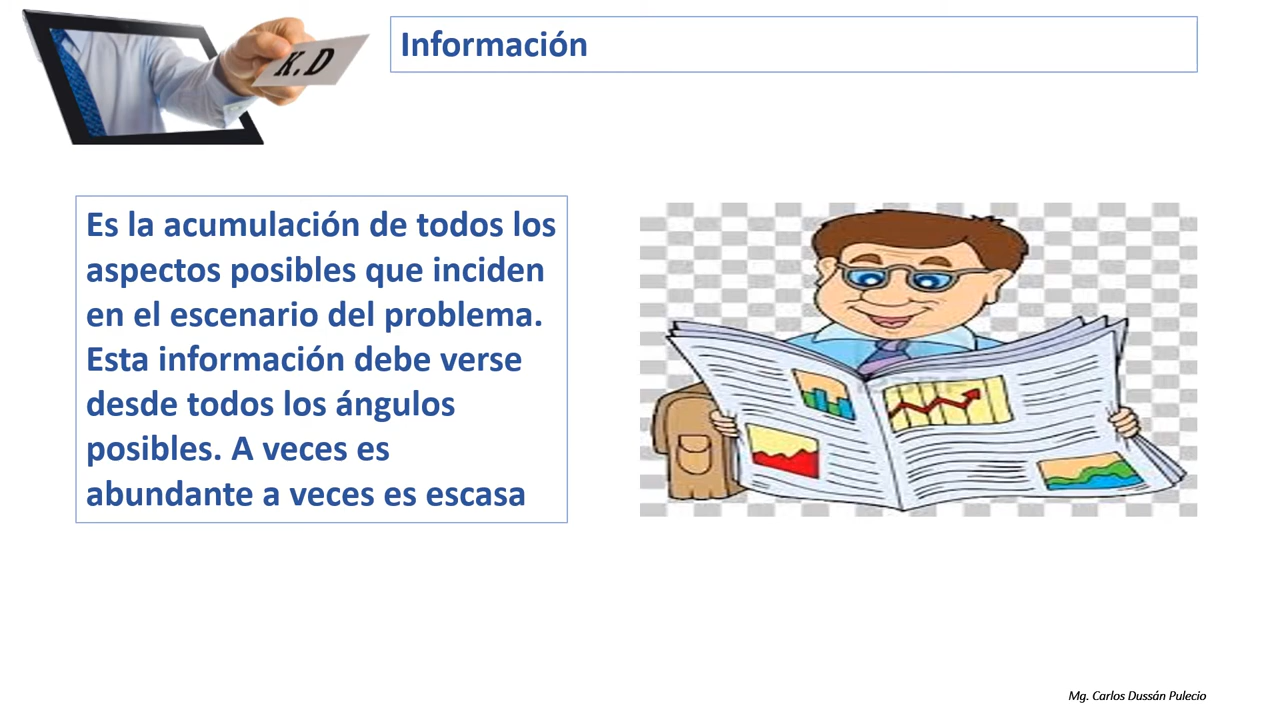 K.D
Información
Es la acumulación de todos los
aspectos posibles que inciden
en el escenario del problema.
Esta información debe verse
desde todos los ángulos
posibles. A veces es
abundante a veces es escasa
Mg. Carlos Dussán Pulecio